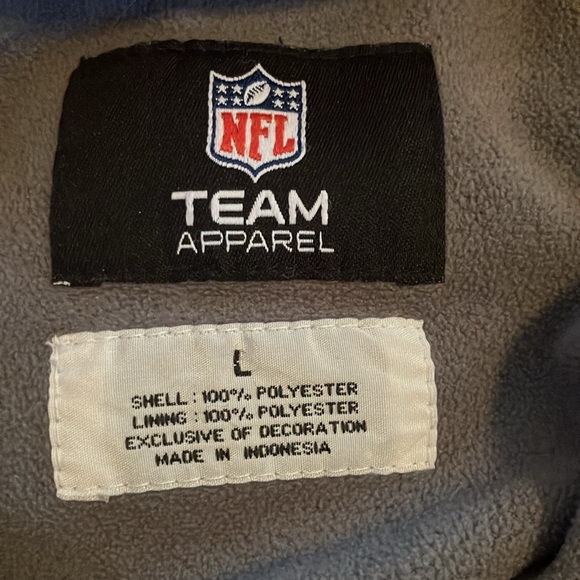 NFL
TEAM
APPAREL
L
SHELL : 100% POLYESTER
LINING : 100% POLYESTER
EXCLUSIVE OF DECORATION
MADE IN INDONESIA